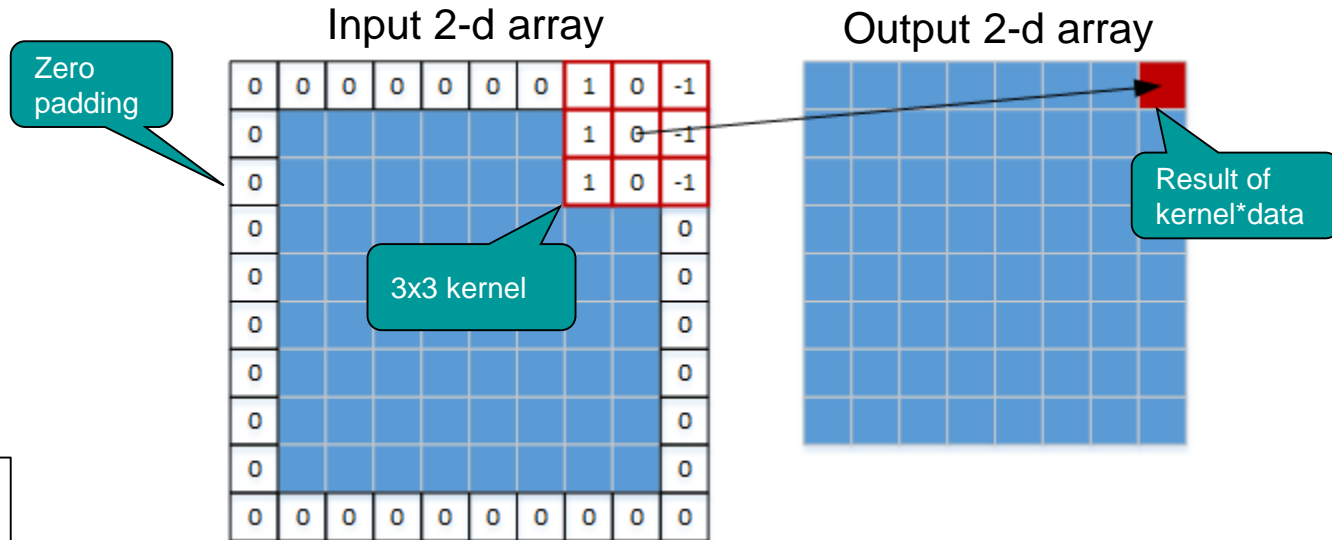 Input 2-d array
Output 2-d array
Zero
padding
0 0 0 0 0 0 0 1 0 -1
0 1 0 -1
0 1 0 -1
0 0
0 0
0 0
0 0
0 0
0 0
0 0 0 0 0 0 0 0 0 0
3x3 kernel
Result of
kernel*data